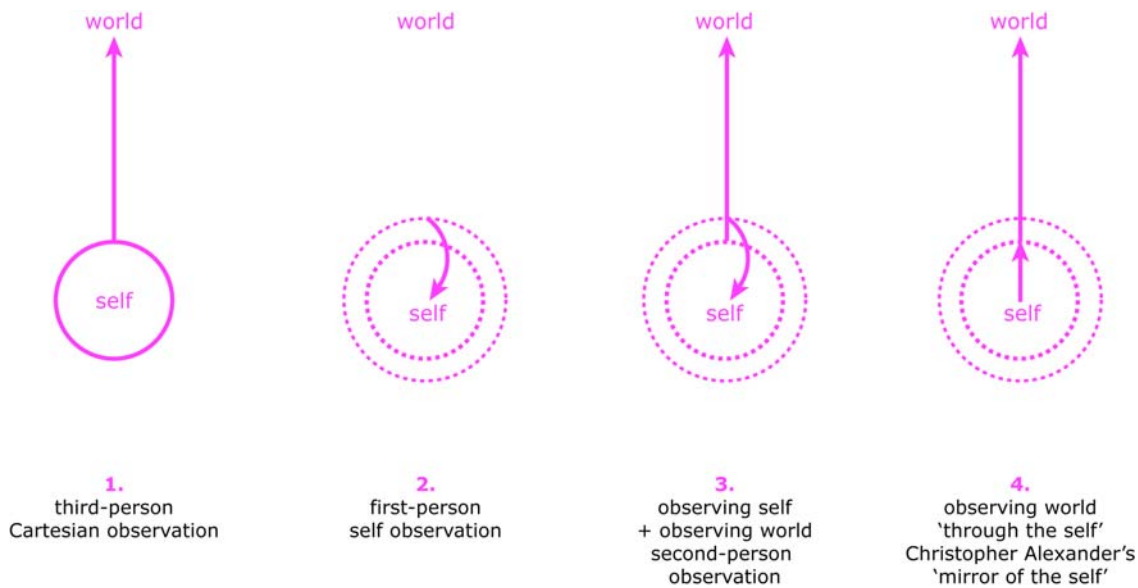 world
world
world
world
self
self
self
self
1.
third-person
Cartesian observation
2.
first-person
self observation
3.
observing self
+ observing world
second-person
observation
4.
observing world
‘through the self’
Christopher Alexander’s
‘mirror of the self’